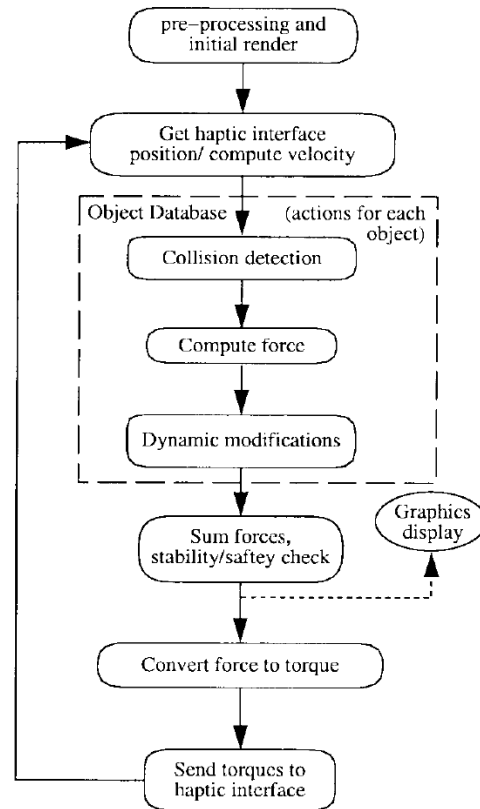 pre-processing and
initial render
Get haptic interface
position/ compute velocity
Object Database
(actions for each
object)
Collision detection
Compute force
Dynamic modifications
Sum forces,
stability/saftey check
Graphics
display
Convert force to torque
Send torques to
haptic interface